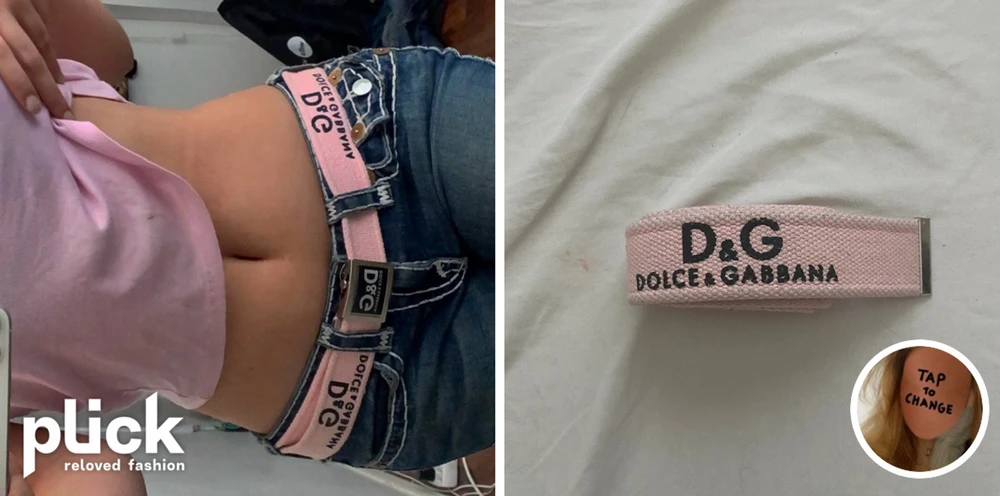 DOLCE & GABBANA
D&G
D&G
DOLCE & GABBANA
D&G
plick
reloved fashion
D&G
DOLCE & GABBANA
TAP
TO
CHANGE